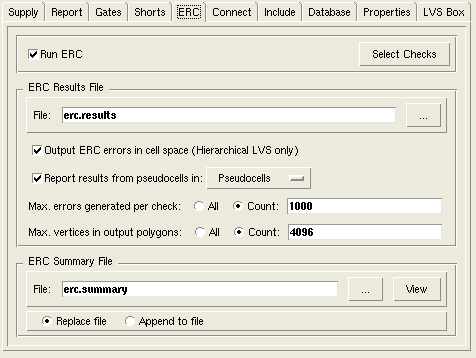 Supply Report Gates Shorts ERC Connect Include Database Properties LVS Box
Run ERC Select Checks
ERC Results File
File: erc.results ...
Output ERC errors in cell space (Hierarchical LVS only)
Report results from pseudocells in: Pseudocells
Max. errors generated per check: All Count: 1000
Max. vertices in output polygons: All Count: 4096
ERC Summary File
File: erc.summary ... View
Replace file Append to file